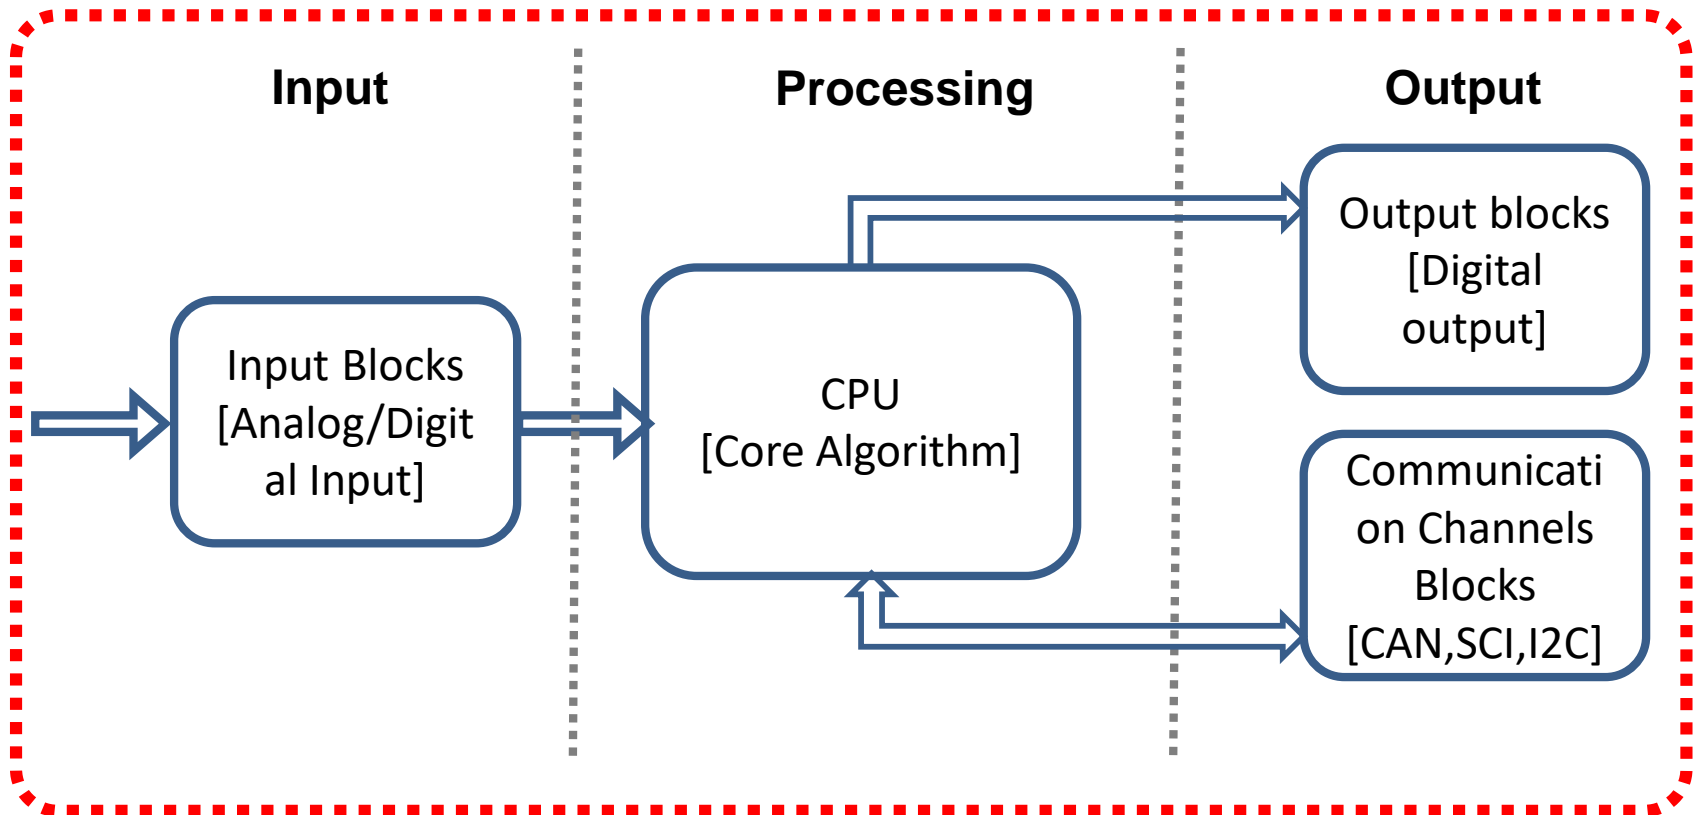 Input
Processing
Output
Input Blocks
[Analog/Digit
al Input]
CPU
[Core Algorithm]
Output blocks
[Digital
output]
Communicati
on Channels
Blocks
[CAN,SCI,I2C]